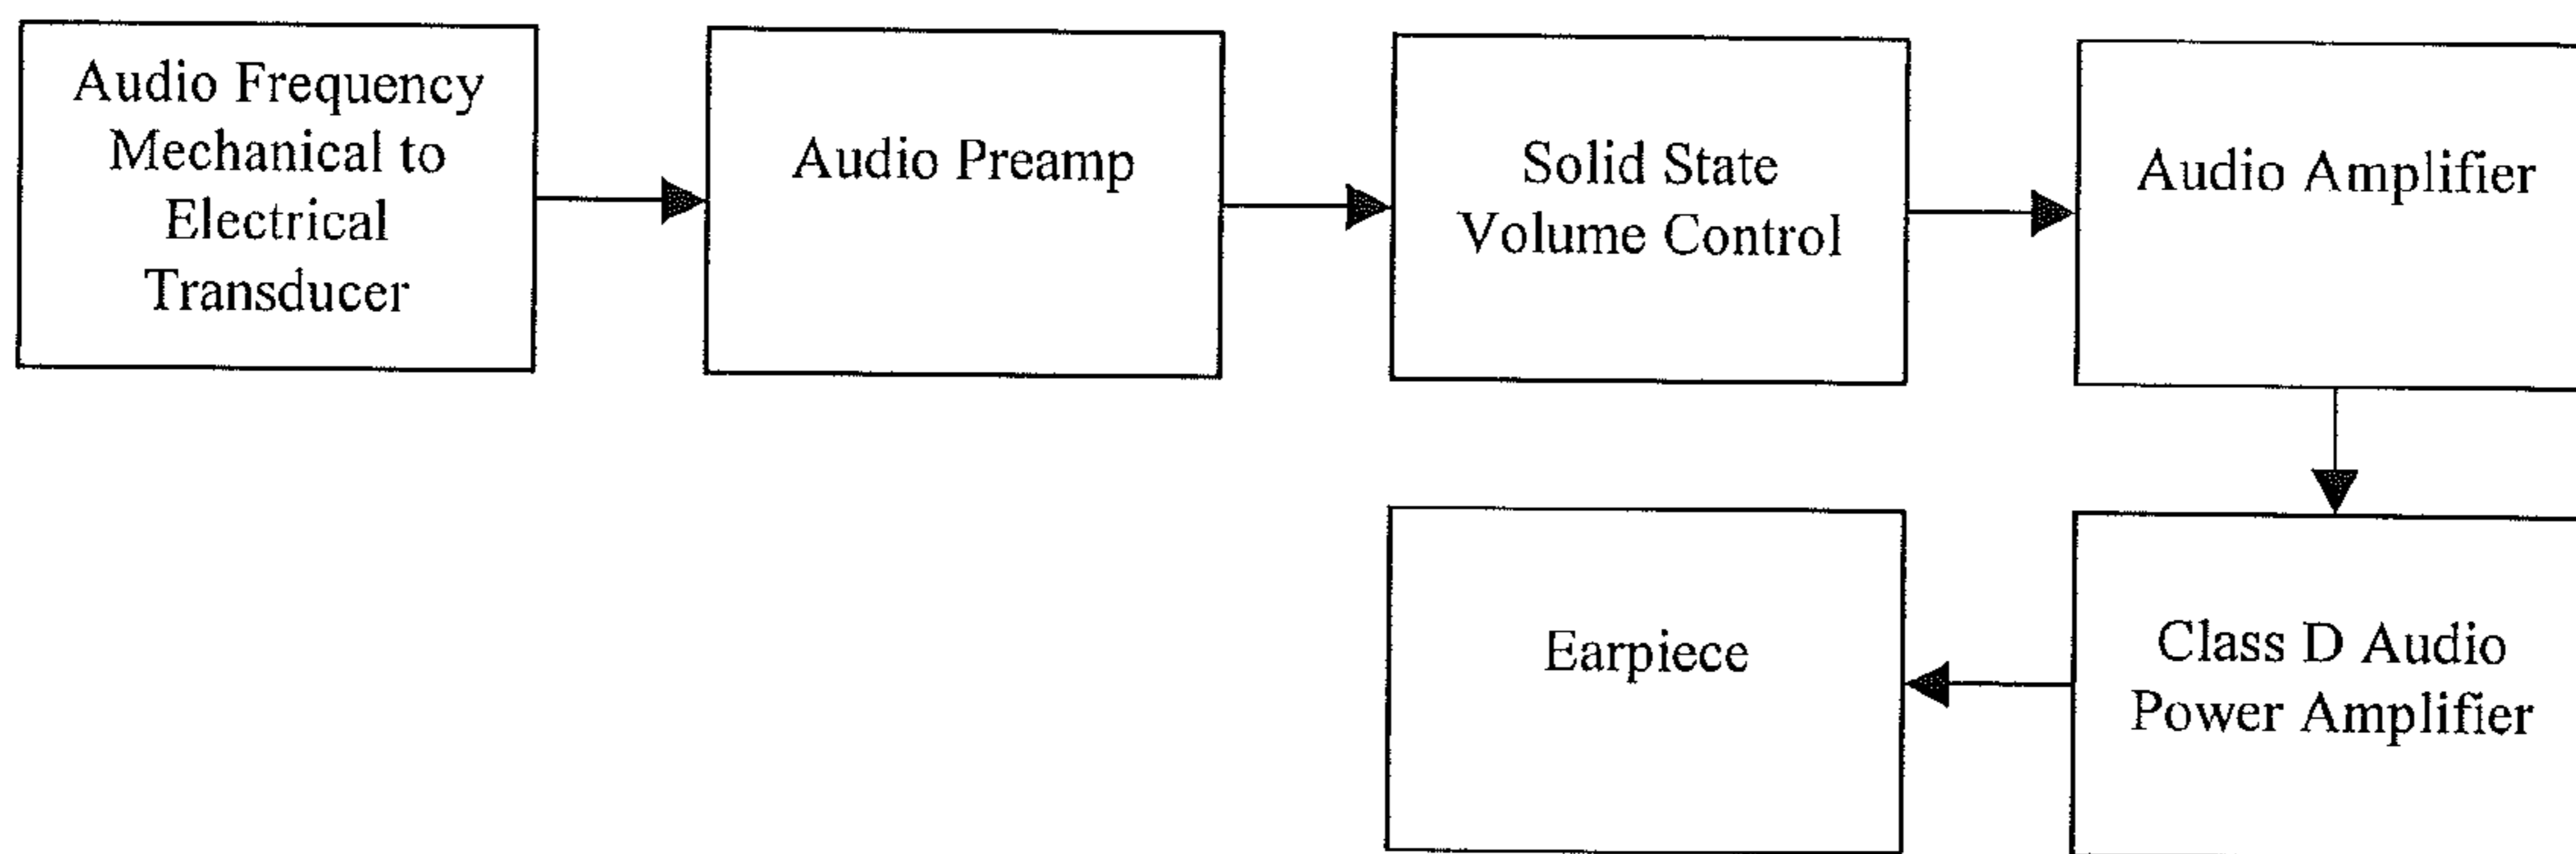 Audio Frequency
Mechanical to
Electrical
Transducer
Audio Preamp
Solid State
Volume Control
Audio Amplifier
Earpiece
Class D Audio
Power Amplifier